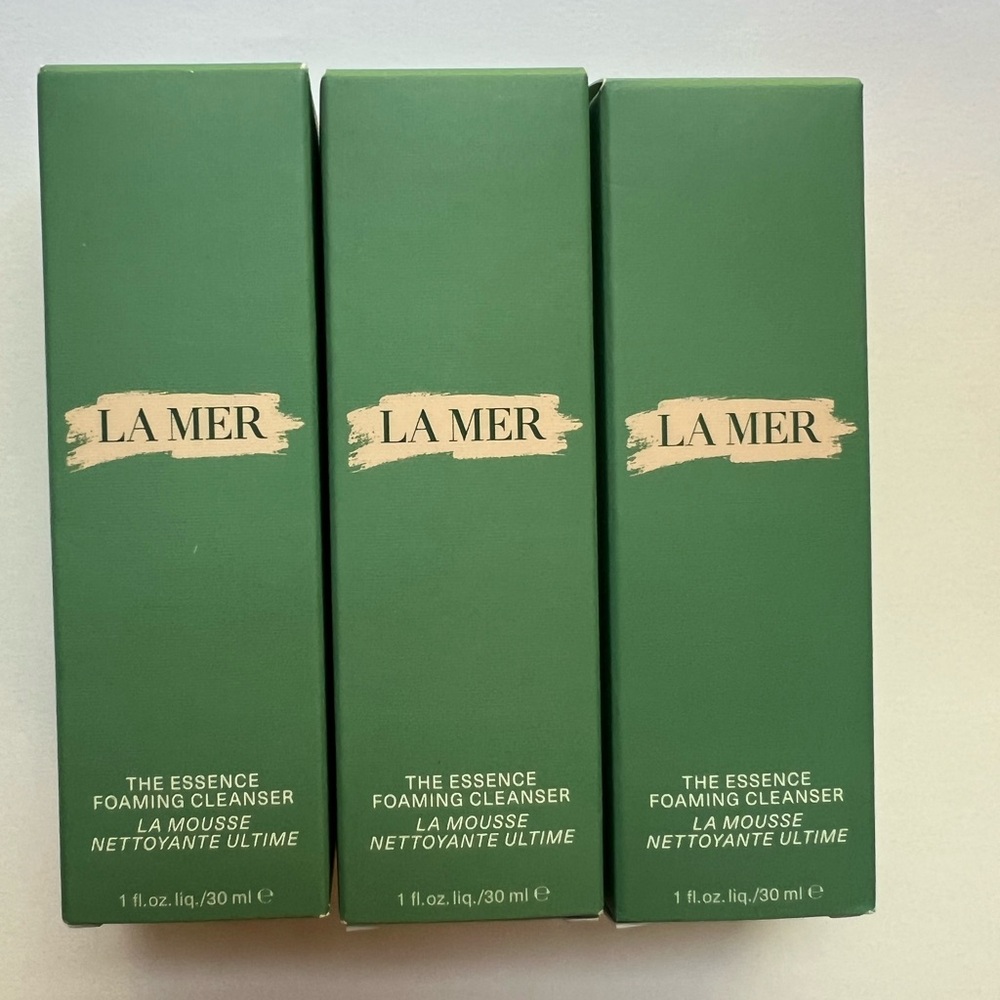 LA MER
THE ESSENCE
FOAMING CLEANSER
LA MOUSSE
NETTOYANTE ULTIME
1 fl.oz.liq./30 ml ℮
LA MER
THE ESSENCE
FOAMING CLEANSER
LA MOUSSE
NETTOYANTE ULTIME
1 fl.oz.liq./30 ml ℮
LA MER
THE ESSENCE
FOAMING CLEANSER
LA MOUSSE
NETTOYANTE ULTIME
1 fl.oz.liq./30 ml ℮